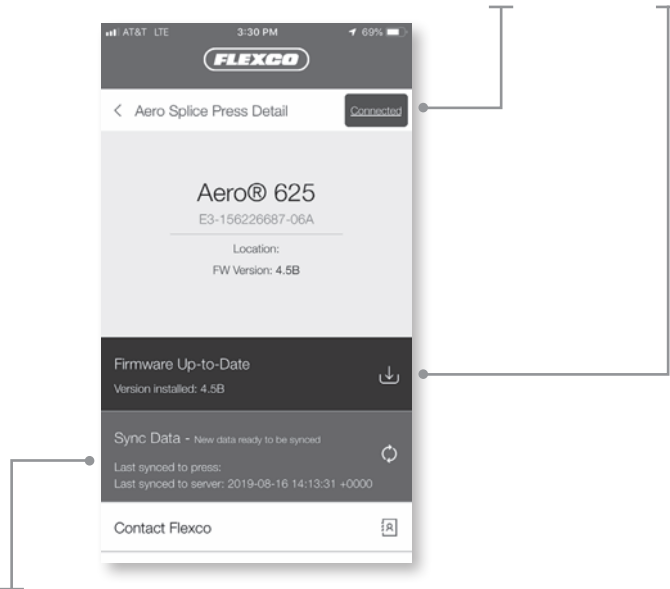 AT&T LTE 3:30 PM 69%
FLEXCO
Aero Splice Press Detail Connected
Aero® 625
E3-156226687-06A
Location:
FW Version: 4.5B
Firmware Up-to-Date
Version installed: 4.5B
Sync Data - New data ready to be synced
Last synced to press:
Last synced to server: 2019-08-16 14:13:31 +0000
Contact Flexco